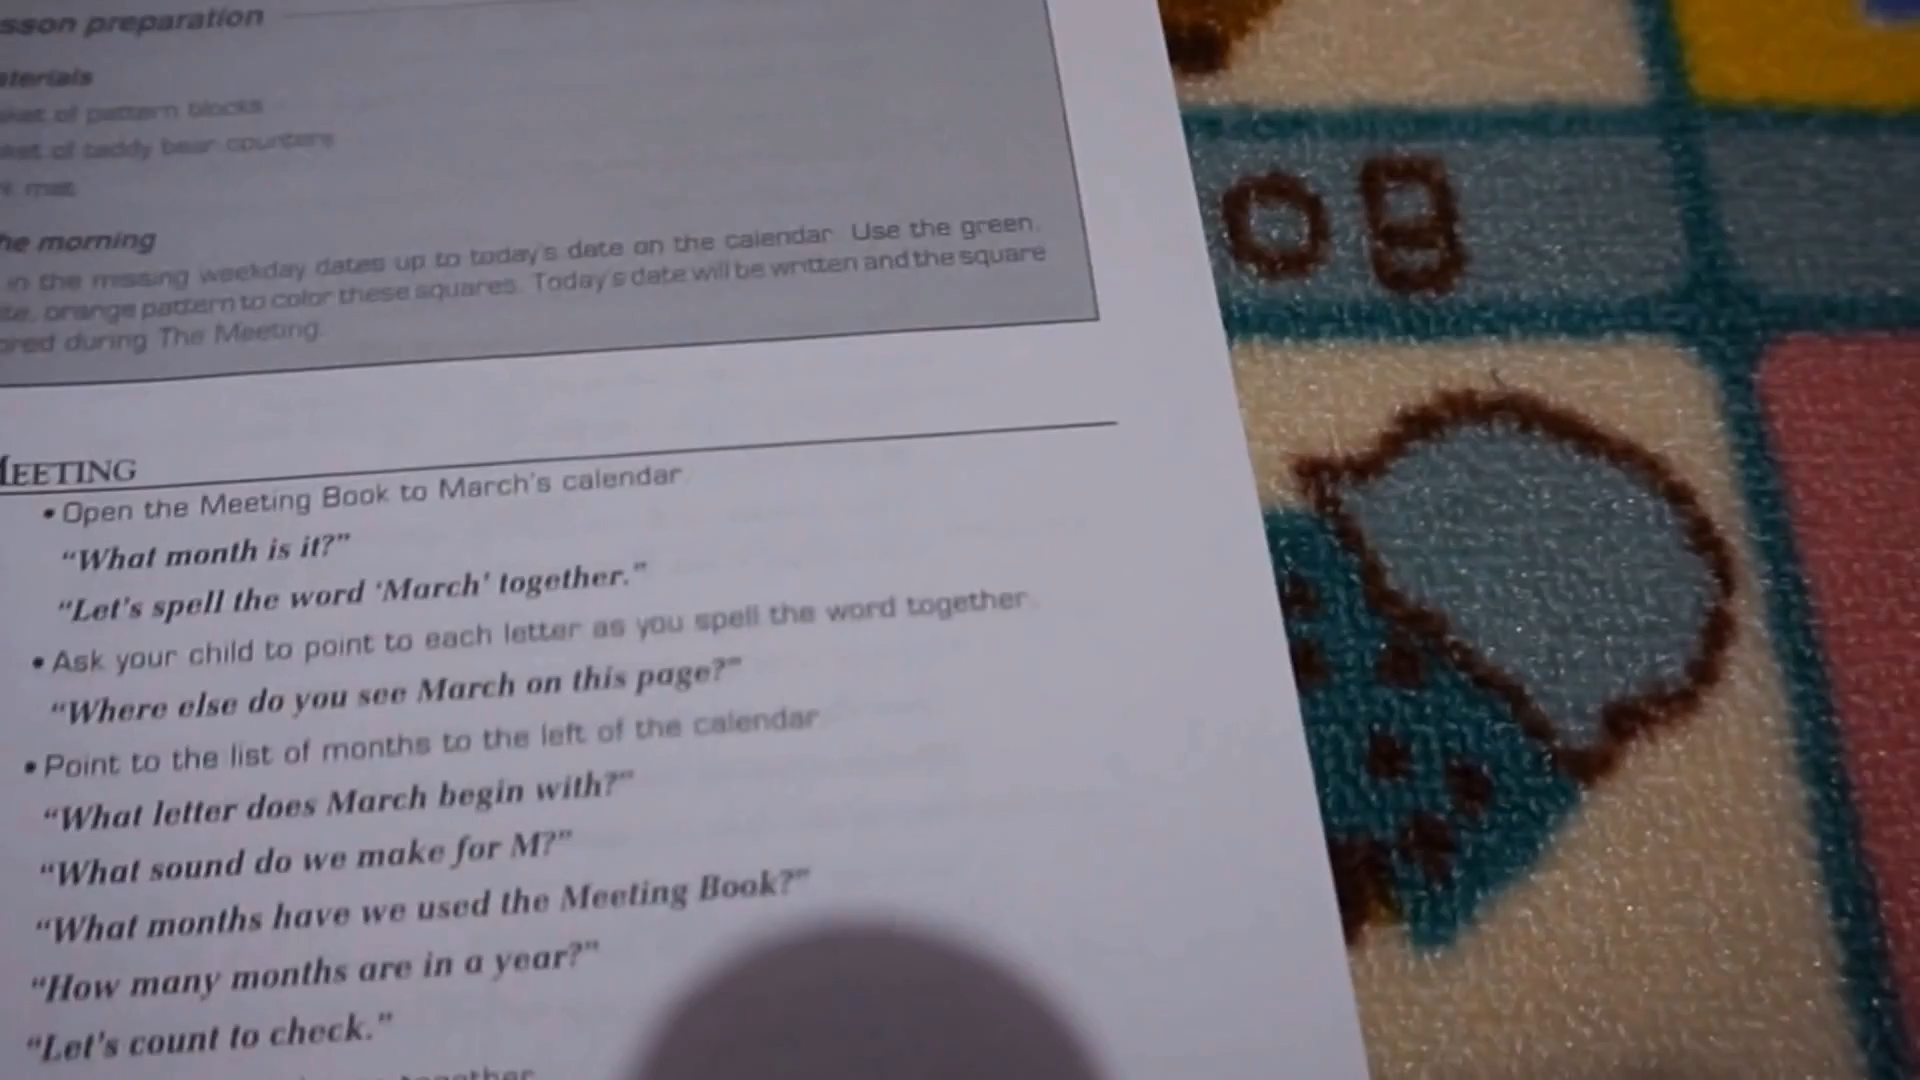 sson preparation
terials
ket of pattern blocks
ket of teddy bear counters
k mat
he morning
in the missing weekday dates up to today's date on the calendar. Use the green,
te, orange pattern to color these squares. Today's date will be written and the square
ored during The Meeting.
MEETING
• Open the Meeting Book to March's calendar.
“What month is it?”
“Let's spell the word ‘March’ together.”
• Ask your child to point to each letter as you spell the word together.
“Where else do you see March on this page?”
• Point to the list of months to the left of the calendar.
“What letter does March begin with?”
“What sound do we make for M?”
“What months have we used the Meeting Book?”
“How many months are in a year?”
“Let's count to check.”
together.
08